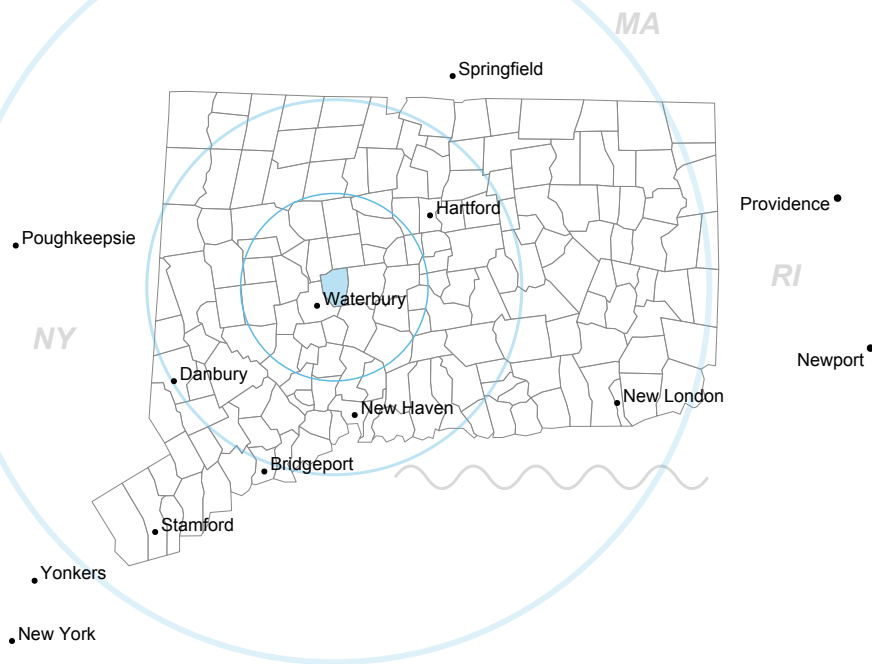 MA
Springfield
Providence
Hartford
Poughkeepsie
RI
Waterbury
NY
Newport
Danbury
New London
New Haven
Bridgeport
Stamford
Yonkers
New York